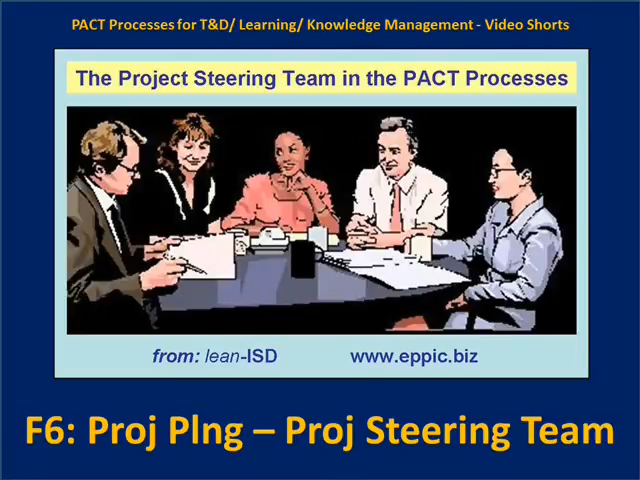 PACT Processes for T&D/ Learning/ Knowledge Management - Video Shorts
The Project Steering Team in the PACT Processes
from: lean-ISD www.eppic.biz
F6: Proj Plng – Proj Steering Team